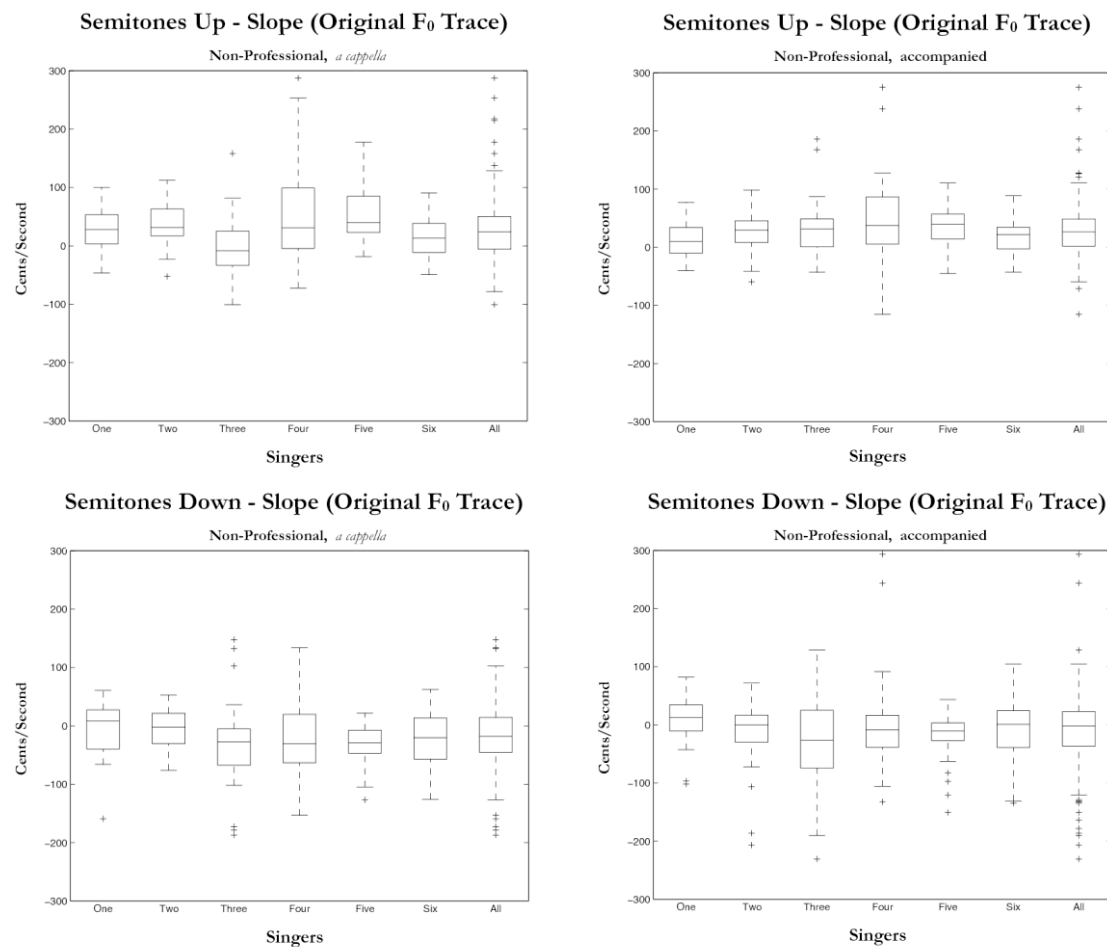 Semitones Up - Slope (Original F₀ Trace)
Non-Professional, a cappella
300
200
100
0
−100
−200
−300
Cents/Second
One Two Three Four Five Six All
Singers
Semitones Up - Slope (Original F₀ Trace)
Non-Professional, accompanied
300
200
100
0
−100
−200
−300
Cents/Second
One Two Three Four Five Six All
Singers
Semitones Down - Slope (Original F₀ Trace)
Non-Professional, a cappella
300
200
100
0
−100
−200
−300
Cents/Second
One Two Three Four Five Six All
Singers
Semitones Down - Slope (Original F₀ Trace)
Non-Professional, accompanied
300
200
100
0
−100
−200
−300
Cents/Second
One Two Three Four Five Six All
Singers